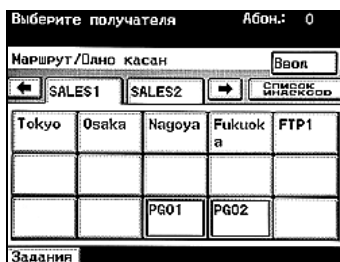 Выберите получателя Абон.: 0
Маршрут/Одно касан Ввод
SALES1 SALES2 Список
Tokyo Osaka Nagoya Fukuok FTP1
a
PG01 PG02
Задания